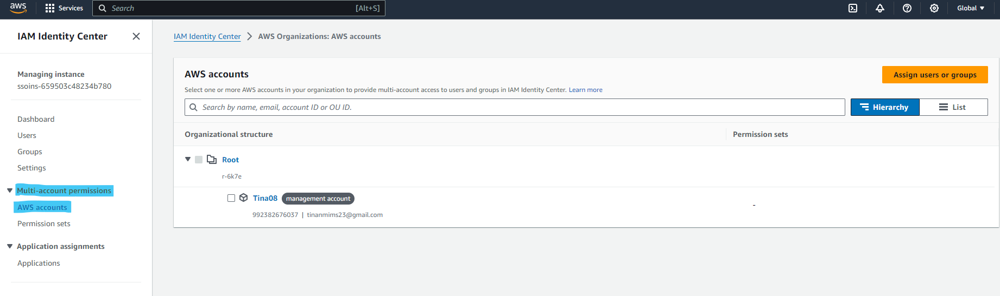 aws
Services
Search
[Alt+S]
Global
IAM Identity Center
Managing instance
ssoins-659503c48234b780
Dashboard
Users
Groups
Settings
Multi-account permissions
AWS accounts
Permission sets
Application assignments
Applications
IAM Identity Center > AWS Organizations: AWS accounts
AWS accounts
Assign users or groups
Select one or more AWS accounts in your organization to provide multi-account access to users and groups in IAM Identity Center. Learn more
Search by name, email, account ID or OU ID.
Hierarchy
List
Organizational structure
Permission sets
Root
r-6k7e
Tina08 management account
-
992382676037 | tinanmims23@gmail.com